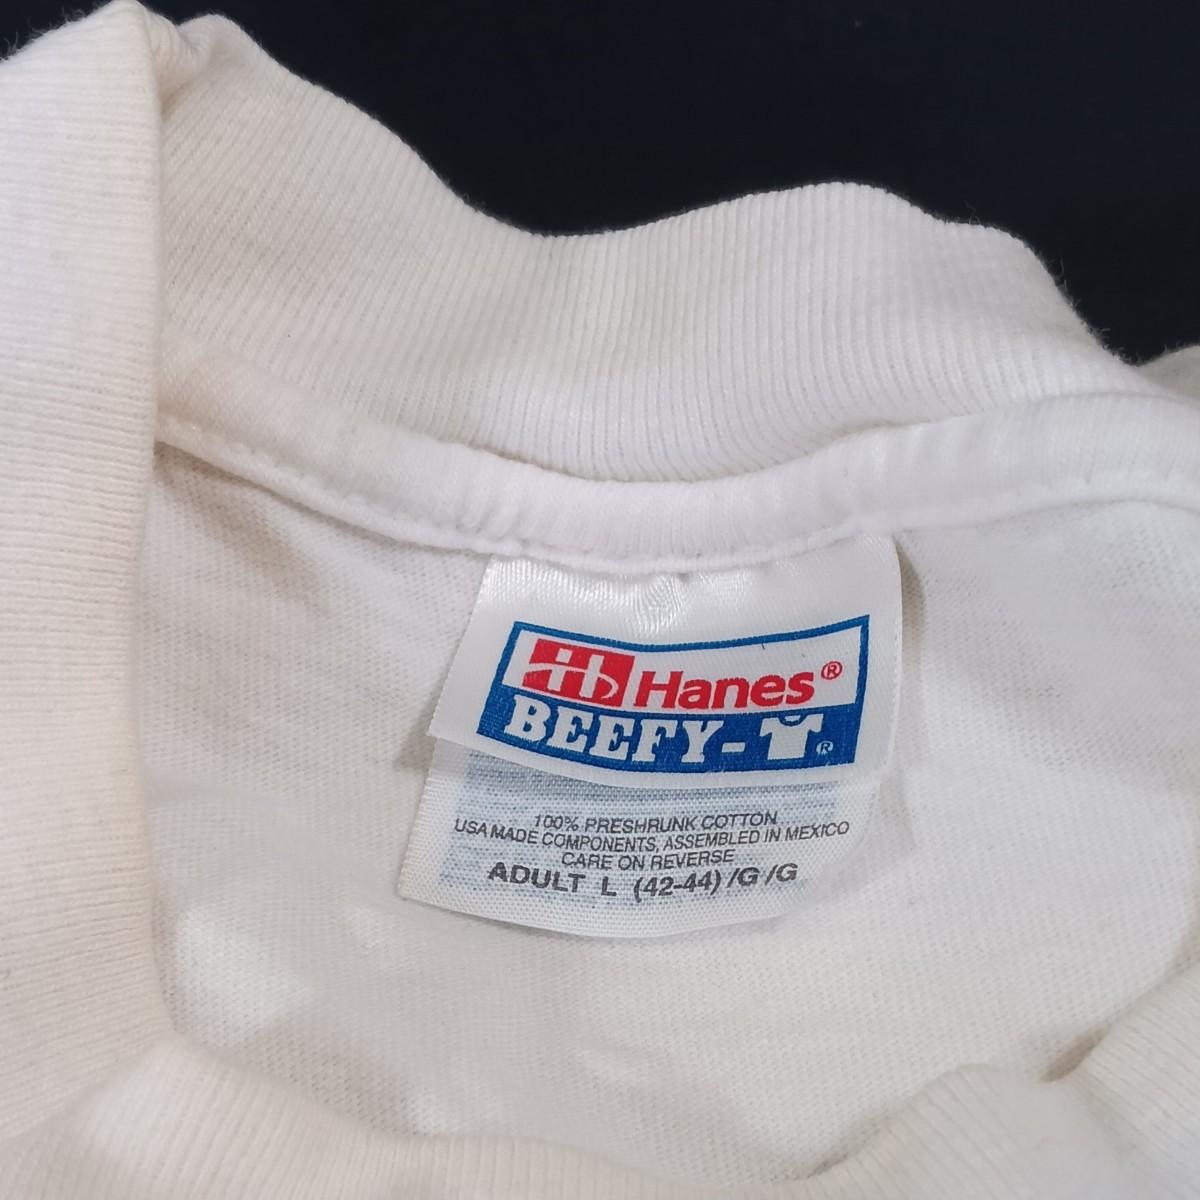 Hanes®
BEEFY-T®
100% PRESHRUNK COTTON
USA MADE COMPONENTS, ASSEMBLED IN MEXICO
CARE ON REVERSE
ADULT L (42-44) /G /G